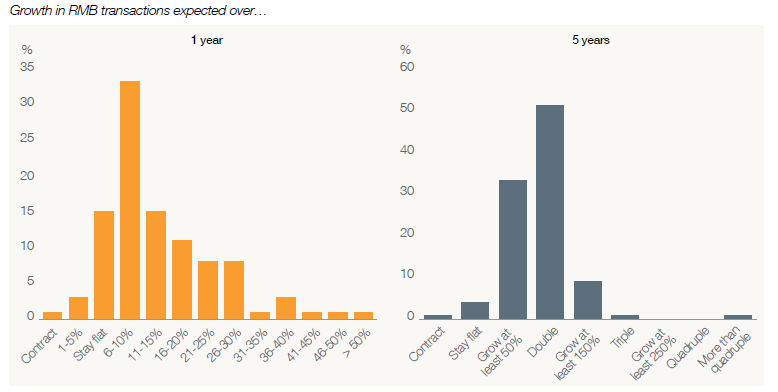 Growth in RMB transactions expected over…
1 year
%
35
30
25
20
15
10
5
0
Contract
1-5%
Stay flat
6-10%
11-15%
16-20%
21-25%
26-30%
31-35%
36-40%
41-45%
46-50%
> 50%
5 years
%
60
50
40
30
20
10
0
Contract
Stay flat
Grow at
least 50%
Double
Grow at
least 150%
Triple
Grow at
least 250%
Quadruple
More than
quadruple